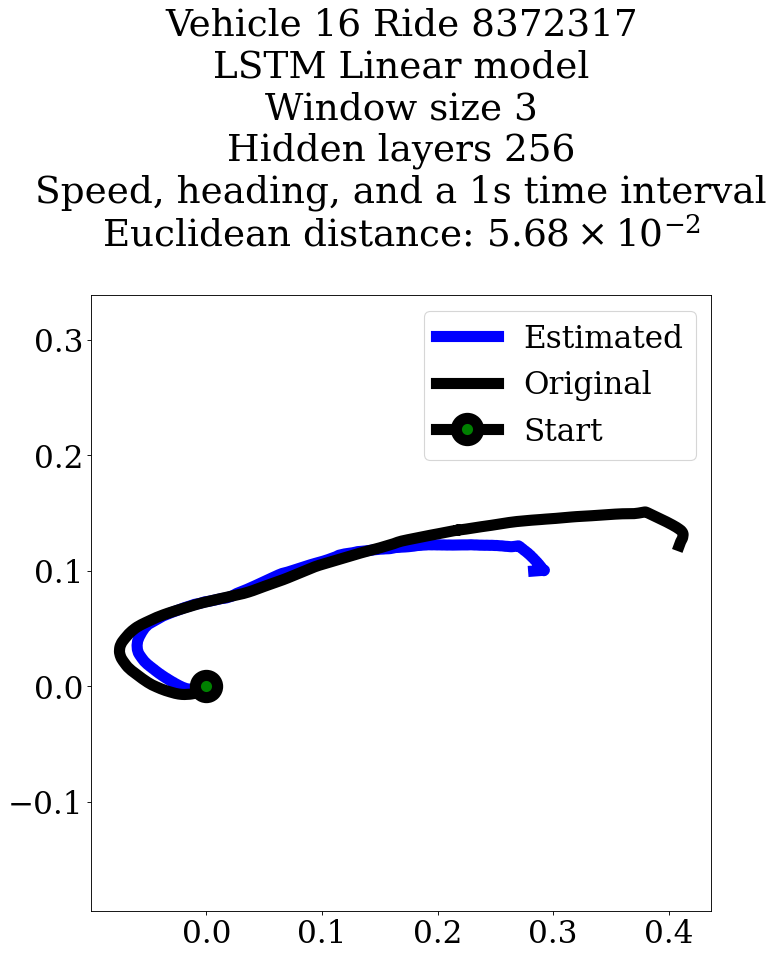 Vehicle 16 Ride 8372317
LSTM Linear model
Window size 3
Hidden layers 256
Speed, heading, and a 1s time interval
Euclidean distance: 5.68 × 10⁻²
Estimated
Original
Start
0.3
0.2
0.1
0.0
−0.1
0.0 0.1 0.2 0.3 0.4